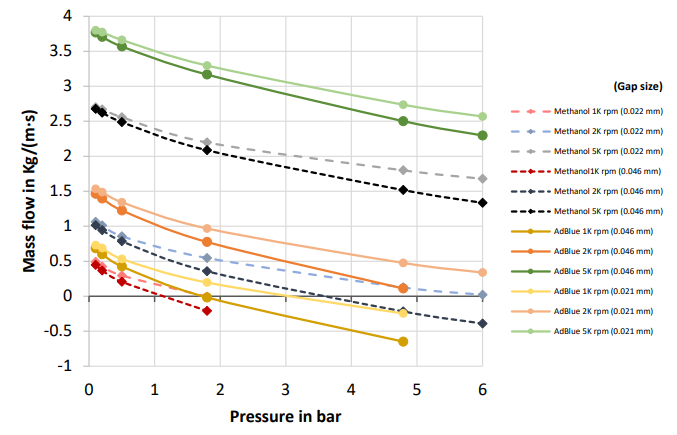 4
3.5
3
2.5
2
1.5
1
0.5
0
-0.5
-1
Mass flow in Kg/(m·s)
0 1 2 3 4 5 6
Pressure in bar
(Gap size)
Methanol 1K rpm (0.022 mm)
Methanol 2K rpm (0.022 mm)
Methanol 5K rpm (0.022 mm)
Methanol1K rpm (0.046 mm)
Methanol 2K rpm (0.046 mm)
Methanol 5K rpm (0.046 mm)
AdBlue 1K rpm (0.046 mm)
AdBlue 2K rpm (0.046 mm)
AdBlue 5K rpm (0.046 mm)
AdBlue 1K rpm (0.021 mm)
AdBlue 2K rpm (0.021 mm)
AdBlue 5K rpm (0.021 mm)